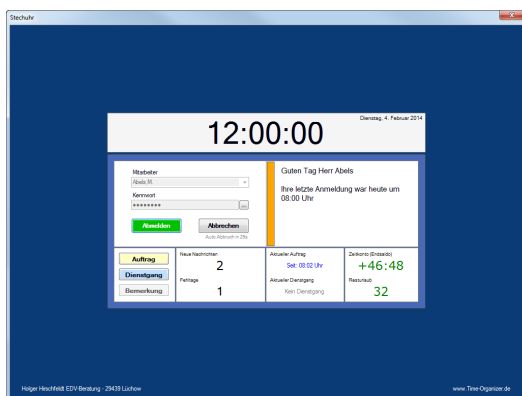 Stechuhr
Dienstag, 4. Februar 2014
12:00:00
Mitarbeiter
Abels, M.
Kennwort
********
...
Abmelden
Abbrechen
Auto-Abbruch in 29s
Guten Tag Herr Abels
Ihre letzte Anmeldung war heute um
08:00 Uhr
Auftrag
Dienstgang
Bemerkung
Neue Nachrichten
2
Fehltage
1
Aktueller Auftrag
Seit: 08:02 Uhr
Aktueller Dienstgang
Kein Dienstgang
Zeitkonto (Endsaldo)
+46:48
Resturlaub
32
Holger Hirschfeldt EDV-Beratung - 29439 Lüchow
www.Time-Organizer.de